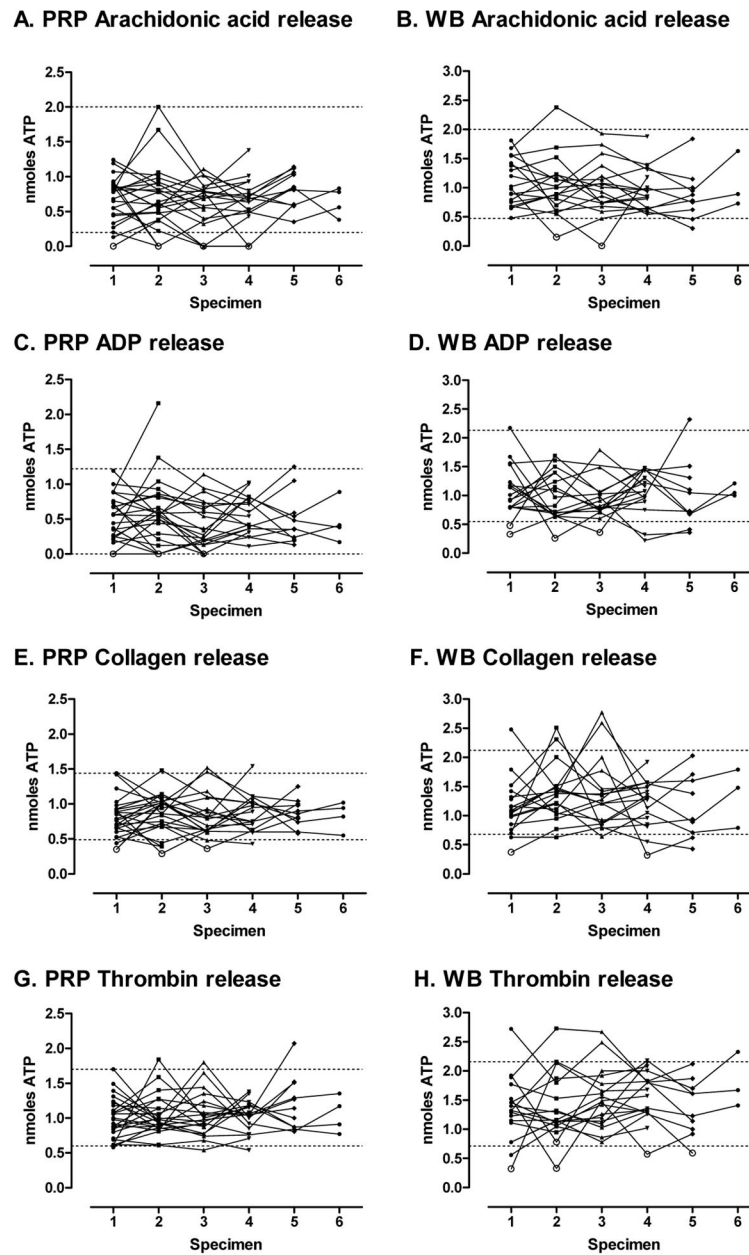 A. PRP Arachidonic acid release
nmoles ATP
2.5
2.0
1.5
1.0
0.5
0.0
1 2 3 4 5 6
Specimen
B. WB Arachidonic acid release
nmoles ATP
3.0
2.5
2.0
1.5
1.0
0.5
0.0
1 2 3 4 5 6
Specimen
C. PRP ADP release
nmoles ATP
2.5
2.0
1.5
1.0
0.5
0.0
1 2 3 4 5 6
Specimen
D. WB ADP release
nmoles ATP
3.0
2.5
2.0
1.5
1.0
0.5
0.0
1 2 3 4 5 6
Specimen
E. PRP Collagen release
nmoles ATP
2.5
2.0
1.5
1.0
0.5
0.0
1 2 3 4 5 6
Specimen
F. WB Collagen release
nmoles ATP
3.0
2.5
2.0
1.5
1.0
0.5
0.0
1 2 3 4 5 6
Specimen
G. PRP Thrombin release
nmoles ATP
2.5
2.0
1.5
1.0
0.5
0.0
1 2 3 4 5 6
Specimen
H. WB Thrombin release
nmoles ATP
3.0
2.5
2.0
1.5
1.0
0.5
0.0
1 2 3 4 5 6
Specimen